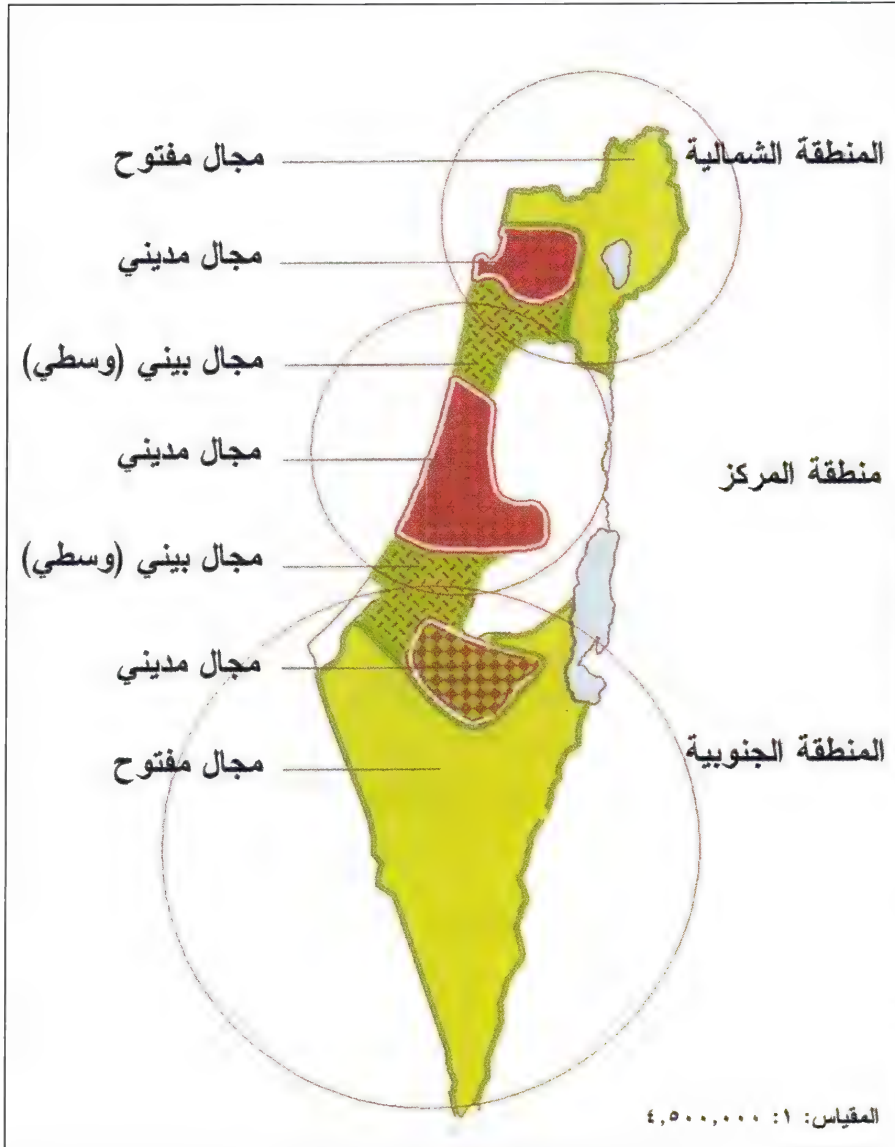 المنطقة الشمالية
مجال مفتوح
مجال مديني
مجال بيني (وسطي)
مجال مديني
منطقة المركز
مجال بيني (وسطي)
مجال مديني
المنطقة الجنوبية
مجال مفتوح
المقياس: ١: ٤,٥٠٠,٠٠٠